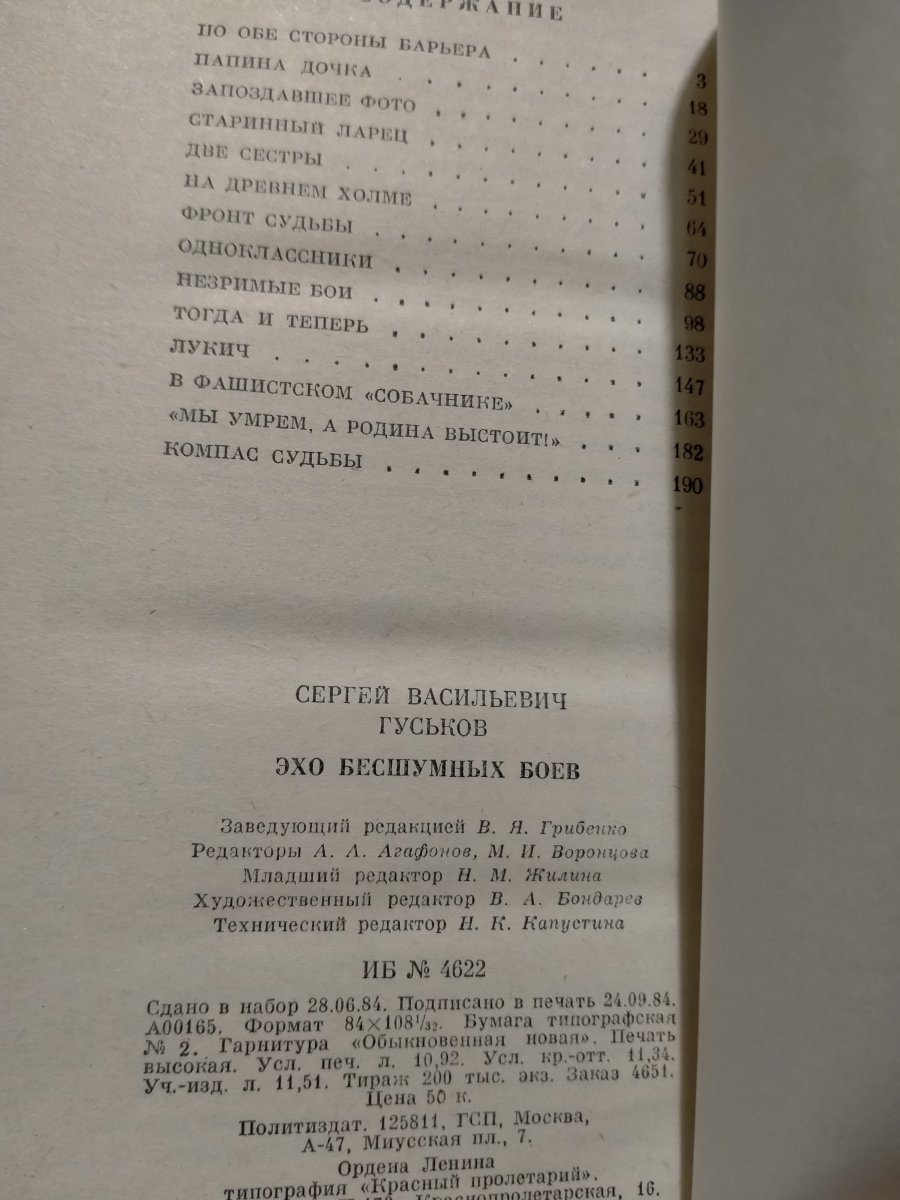 СОДЕРЖАНИЕ
ПО ОБЕ СТОРОНЫ БАРЬЕРА . . . . . . 3
ПАПИНА ДОЧКА . . . . . . . . . 18
ЗАПОЗДАВШЕЕ ФОТО . . . . . . . . 29
СТАРИННЫЙ ЛАРЕЦ . . . . . . . . 41
ДВЕ СЕСТРЫ . . . . . . . . . . . 51
НА ДРЕВНЕМ ХОЛМЕ . . . . . . . . 64
ФРОНТ СУДЬБЫ . . . . . . . . . . 70
ОДНОКЛАССНИКИ . . . . . . . . . 88
НЕЗРИМЫЕ БОИ . . . . . . . . . . 98
ТОГДА И ТЕПЕРЬ . . . . . . . . . 133
ЛУКИЧ . . . . . . . . . . . . . 147
В ФАШИСТСКОМ «СОБАЧНИКЕ» . . . . . 163
«МЫ УМРЕМ, А РОДИНА ВЫСТОИТ!» . . . 182
КОМПАС СУДЬБЫ . . . . . . . . . 190
СЕРГЕЙ ВАСИЛЬЕВИЧ
ГУСЬКОВ
ЭХО БЕСШУМНЫХ БОЕВ
Заведующий редакцией В. Я. Грибенко
Редакторы А. А. Агафонов, М. И. Воронцова
Младший редактор Н. М. Жилина
Художественный редактор В. А. Бондарев
Технический редактор Н. К. Капустина
ИБ № 4622
Сдано в набор 28.06.84. Подписано в печать 24.09.84.
А00165. Формат 84×108¹/₃₂. Бумага типографская
№ 2. Гарнитура «Обыкновенная новая». Печать
высокая. Усл. печ. л. 10,92. Усл. кр.-отт. 11,34.
Уч.-изд. л. 11,51. Тираж 200 тыс. экз. Заказ 4651.
Цена 50 к.
Политиздат. 125811, ГСП, Москва,
А-47, Миусская пл., 7.
Ордена Ленина
типография «Красный пролетарий».
Краснопролетарская, 16.